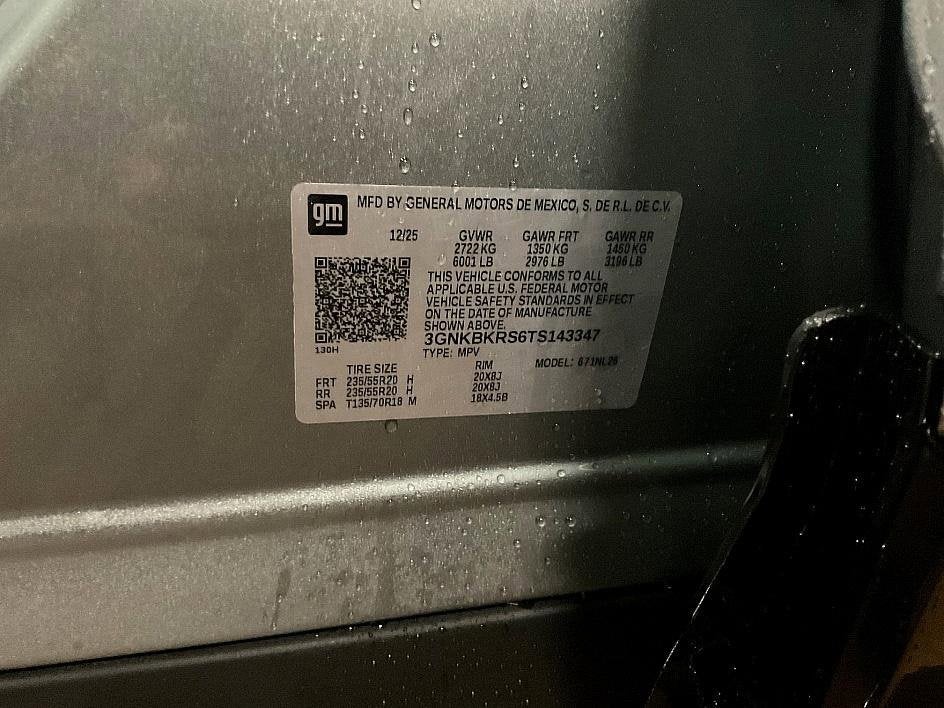 gm
MFD BY GENERAL MOTORS DE MEXICO, S. DE R.L. DE C.V.
12/25 GVWR GAWR FRT GAWR RR
2722 KG 1350 KG 1450 KG
6001 LB 2976 LB 3196 LB
THIS VEHICLE CONFORMS TO ALL
APPLICABLE U.S. FEDERAL MOTOR
VEHICLE SAFETY STANDARDS IN EFFECT
ON THE DATE OF MANUFACTURE
SHOWN ABOVE.
3GNKBKRS6TS143347
130H
TYPE: MPV MODEL: 671NL26
TIRE SIZE RIM
FRT 235/55R20 H 20X8J
RR 235/55R20 H 20X8J
SPA T135/70R18 M 18X4.5B